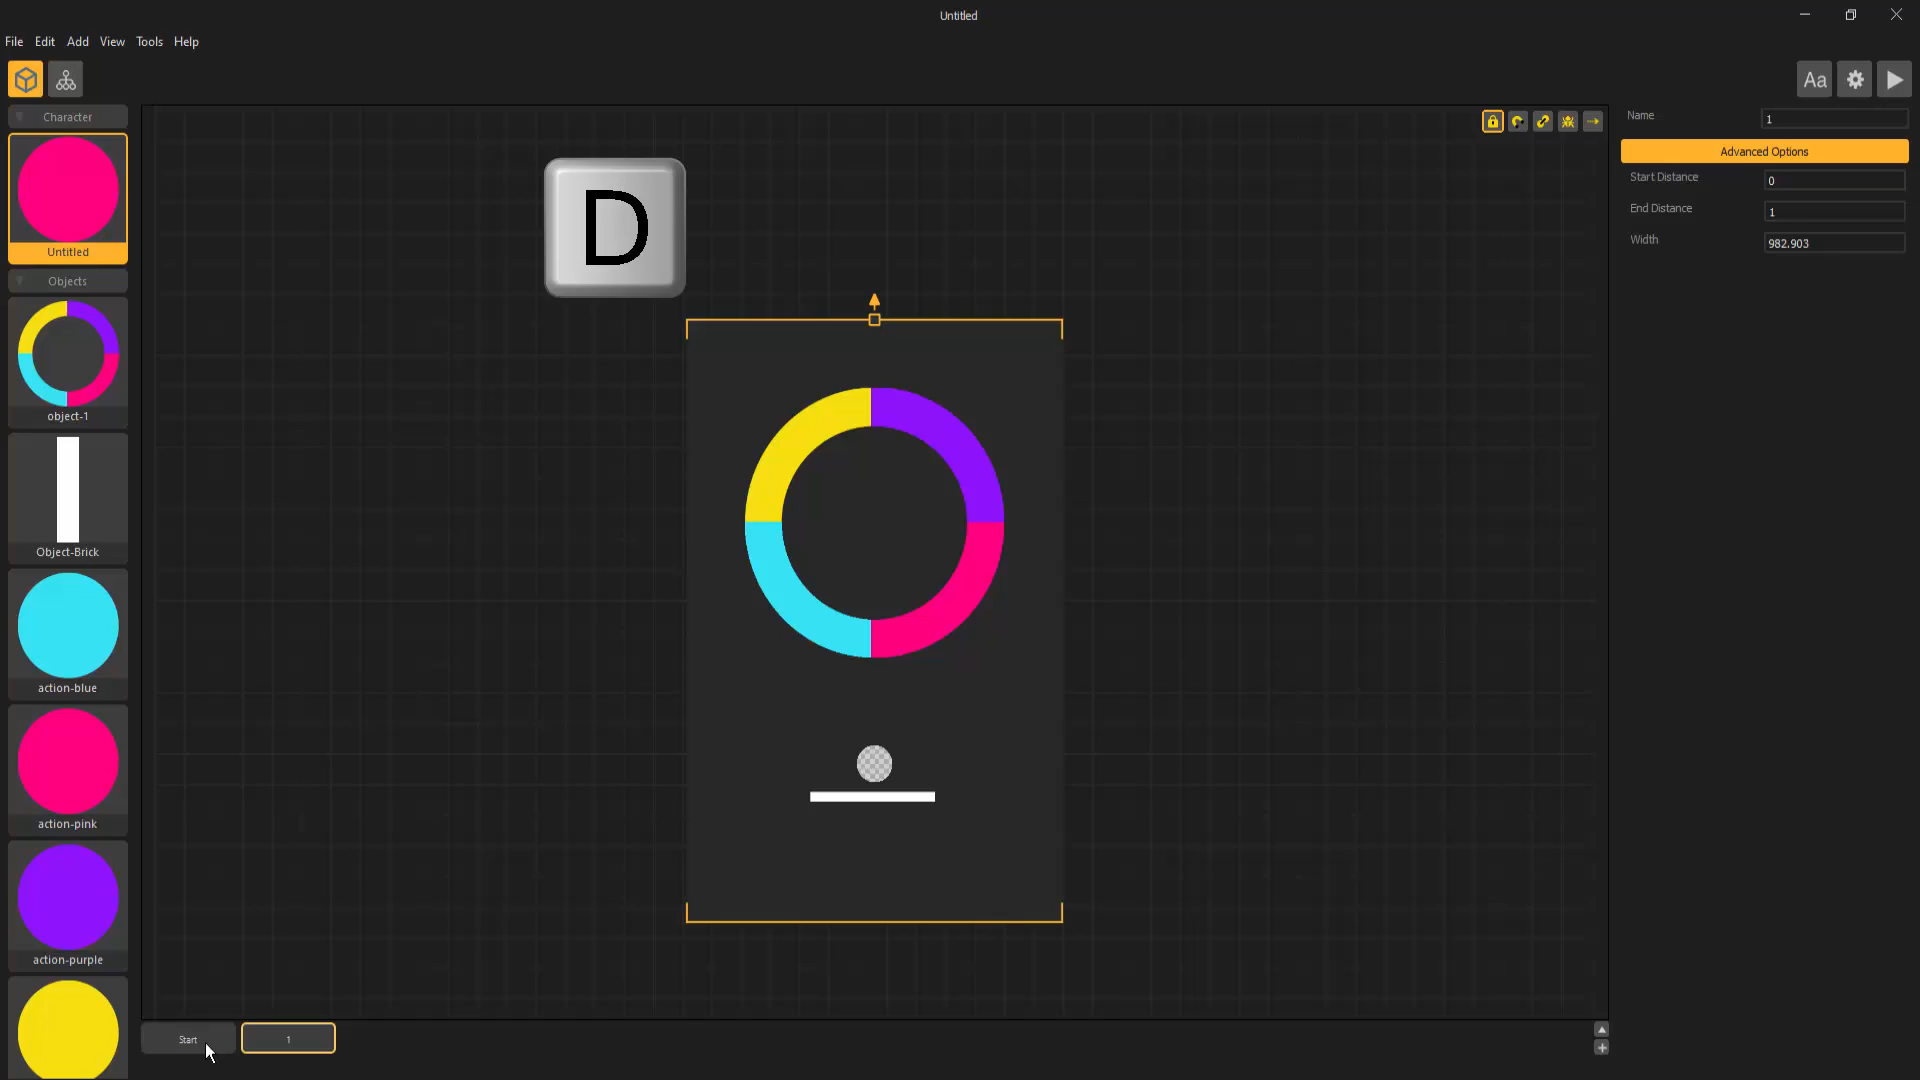 Untitled
File Edit Add View Tools Help
Aa
Character
Untitled
Objects
object-1
Object-Brick
action-blue
action-pink
action-purple
D
Start
1
Name 1
Advanced Options
Start Distance 0
End Distance 1
Width 982.903